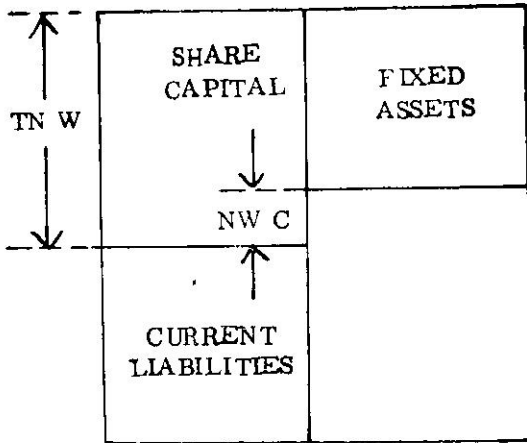 SHARE
CAPITAL
FIXED
ASSETS
TN W
NW C
CURRENT
LIABILITIES